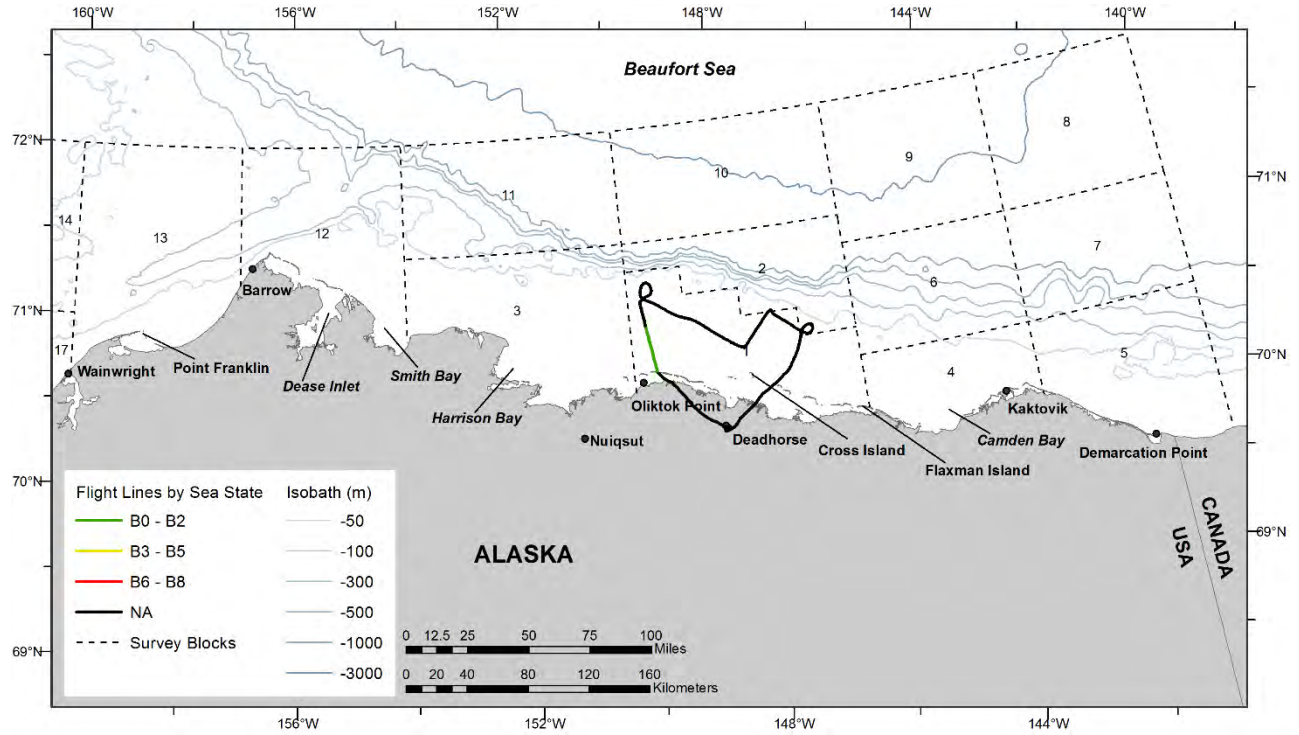 160°W 156°W 152°W 148°W 144°W 140°W
Beaufort Sea
8
72°N
9
10
71°N
11
14
13
12
7
2
6
Barrow
71°N
3
17
Point Franklin
Wainwright
Dease Inlet
Smith Bay
Harrison Bay
70°N
5
4
Oliktok Point
Kaktovik
Deadhorse
Nuiqsut
Cross Island
Camden Bay
Flaxman Island
Demarcation Point
70°N
Flight Lines by Sea State
B0 - B2
B3 - B5
B6 - B8
NA
Survey Blocks
Isobath (m)
-50
-100
-300
-500
-1000
-3000
ALASKA
CANADA
USA
69°N
0 12.5 25 50 75 100
Miles
0 20 40 80 120 160
Kilometers
69°N
156°W 152°W 148°W 144°W